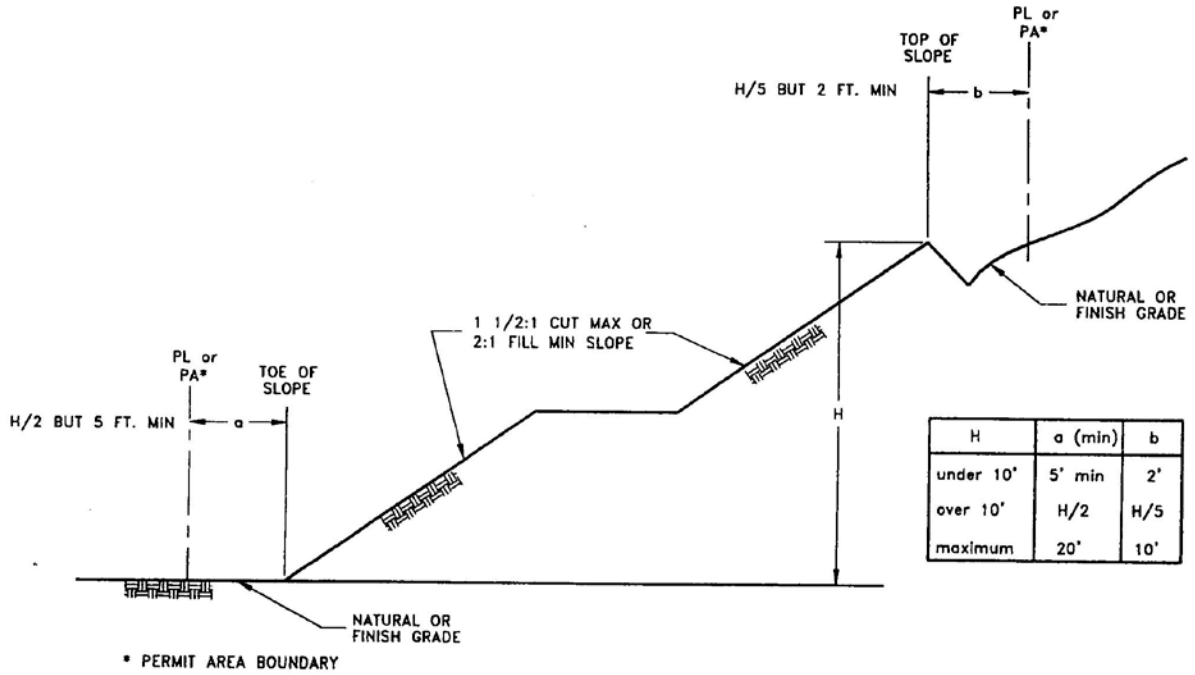 PL or
PA*
TOP OF
SLOPE
H/5 BUT 2 FT. MIN
b
NATURAL OR
FINISH GRADE
1 1/2:1 CUT MAX OR
2:1 FILL MIN SLOPE
PL or
PA*
TOE OF
SLOPE
H/2 BUT 5 FT. MIN
a
H
H a (min) b
under 10' 5' min 2'
over 10' H/2 H/5
maximum 20' 10'
NATURAL OR
FINISH GRADE
* PERMIT AREA BOUNDARY